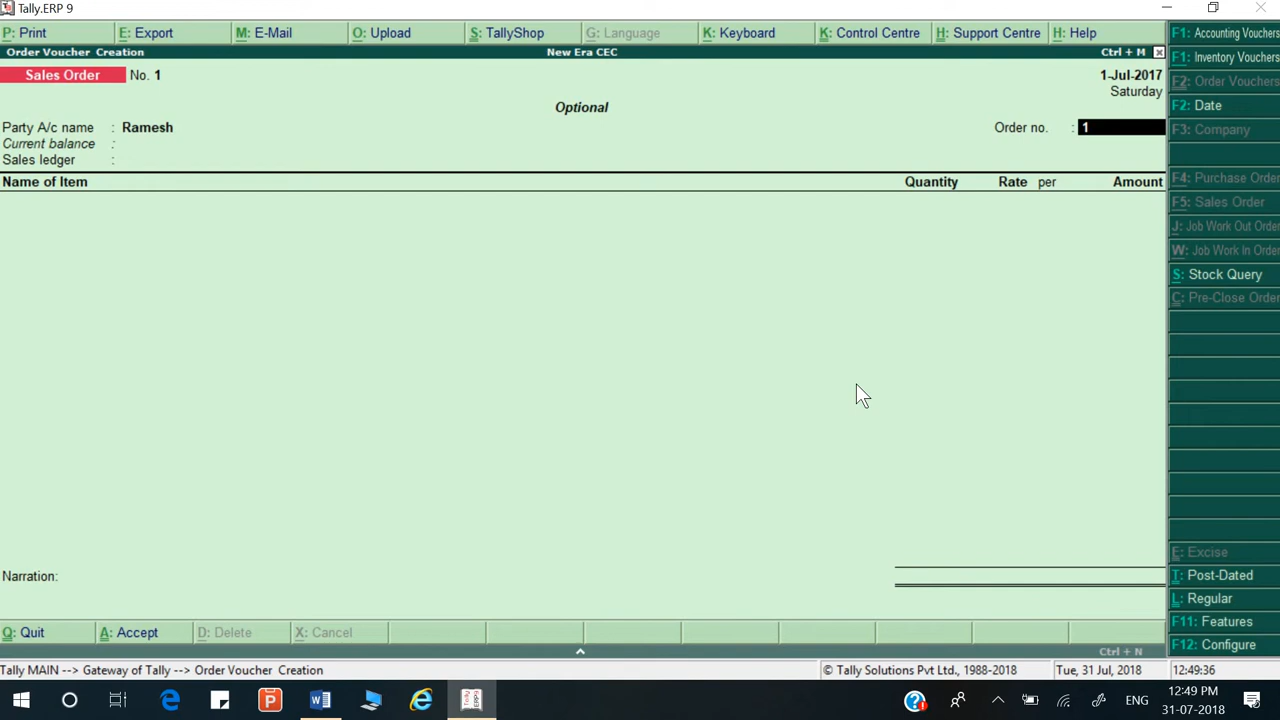 Tally.ERP 9
P: Print
E: Export
M: E-Mail
O: Upload
S: TallyShop
G: Language
K: Keyboard
K: Control Centre
H: Support Centre
H: Help
Order Voucher Creation
New Era CEC
Ctrl + M
Sales Order
No. 1
1-Jul-2017
Saturday
Optional
Party A/c name : Ramesh
Order no. : 1
Current balance :
Sales ledger :
Name of Item
Quantity
Rate per
Amount
Narration:
F1: Accounting Vouchers
F1: Inventory Vouchers
F2: Order Vouchers
F2: Date
F3: Company
F4: Purchase Order
F5: Sales Order
J: Job Work Out Order
W: Job Work In Order
S: Stock Query
C: Pre-Close Order
E: Excise
T: Post-Dated
L: Regular
F11: Features
F12: Configure
Q: Quit
A: Accept
D: Delete
X: Cancel
Ctrl + N
Tally MAIN --> Gateway of Tally --> Order Voucher Creation
© Tally Solutions Pvt Ltd., 1988-2018
Tue, 31 Jul, 2018
12:49:36
ENG
12:49 PM
31-07-2018